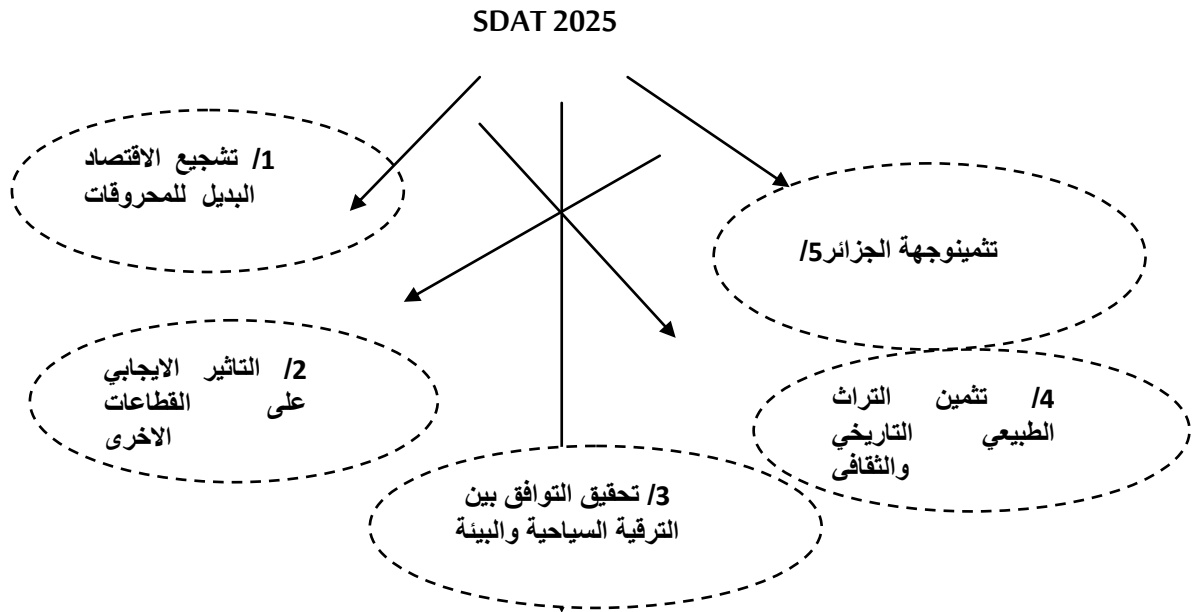 SDAT 2025
1/ تشجيع الاقتصاد
البديل للمحروقات
2/ التاثير الايجابي
على القطاعات
الاخرى
3/ تحقيق التوافق بين
الترقية السياحية والبيئة
4/ تثمين التراث
الطبيعي التاريخي
والثقافى
تثمينوجهة الجزائر5/